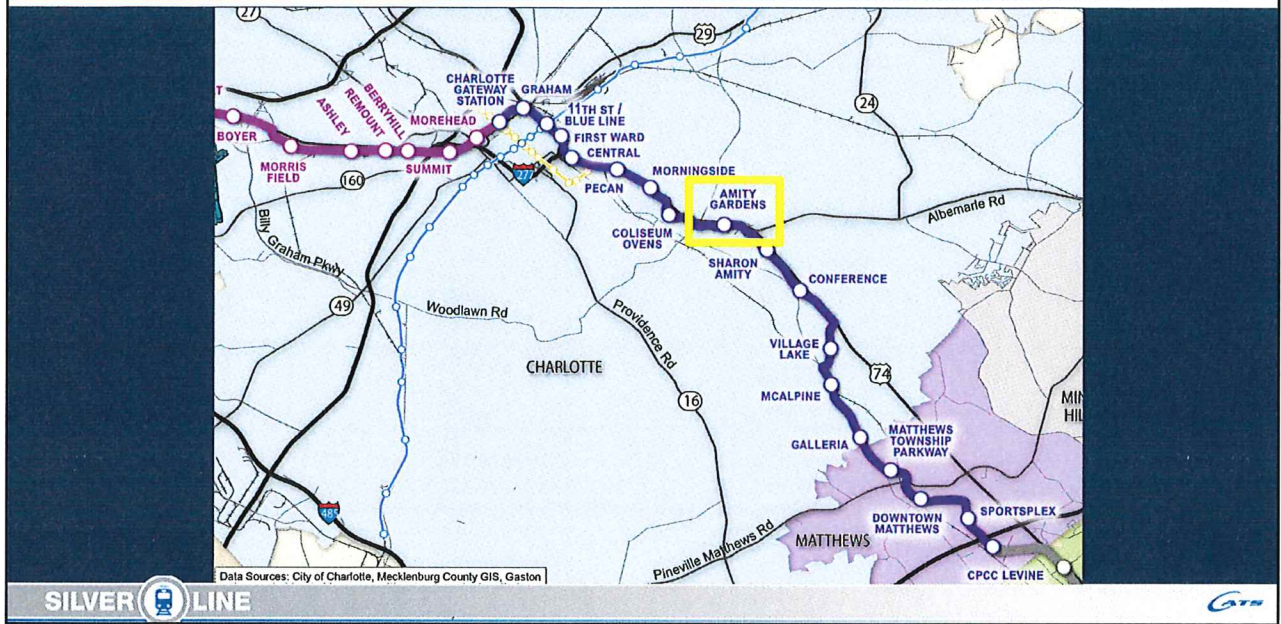 27
29
CHARLOTTE
GATEWAY
STATION
GRAHAM
24
T
BERRYHILL
REMOUNT
ASHLEY
MOREHEAD
11TH ST /
BLUE LINE
FIRST WARD
CENTRAL
BOYER
MORRIS
FIELD
SUMMIT
160
277
PECAN
MORNINGSIDE
AMITY
GARDENS
Albemarle Rd
COLISEUM
OVENS
SHARON
AMITY
CONFERENCE
Billy Graham Pkwy
49
Woodlawn Rd
Providence Rd
CHARLOTTE
VILLAGE
LAKE
74
MCALPINE
16
MIN
HIL
GALLERIA
MATTHEWS
TOWNSHIP
PARKWAY
485
DOWNTOWN
MATTHEWS
SPORTSPLEX
MATTHEWS
Pineville Matthews Rd
CPCC LEVINE
Data Sources: City of Charlotte, Mecklenburg County GIS, Gaston
SILVER LINE
CATS